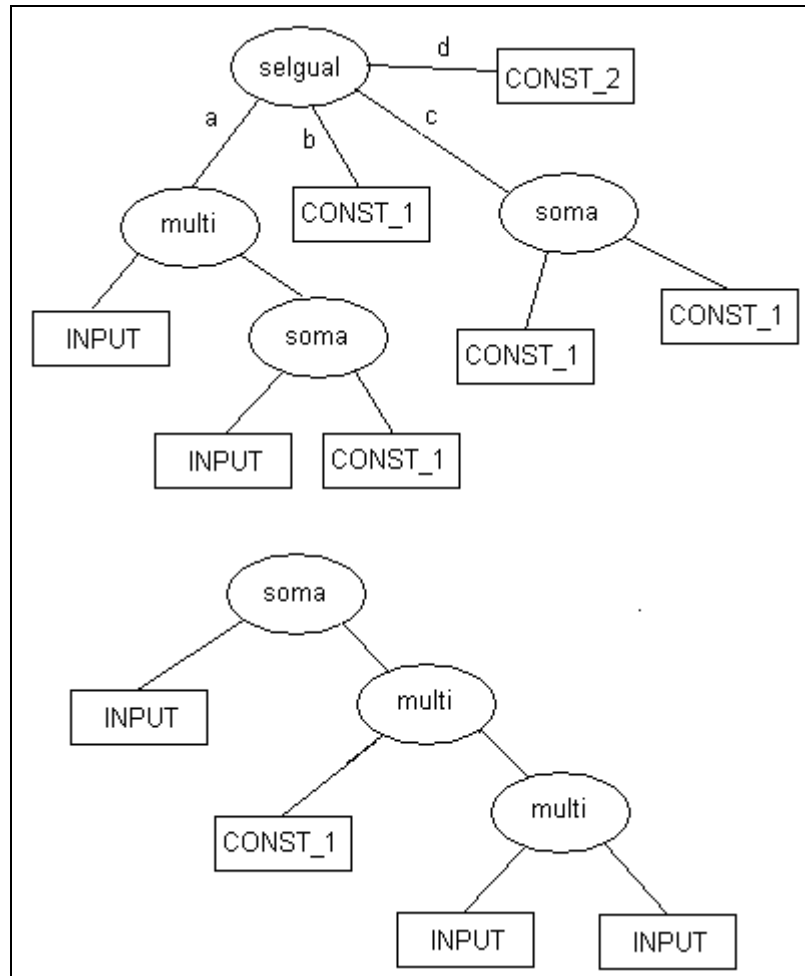 selgual
d
CONST_2
a
b
c
multi
CONST_1
soma
INPUT
soma
CONST_1
CONST_1
INPUT
CONST_1
soma
INPUT
multi
CONST_1
multi
INPUT
INPUT